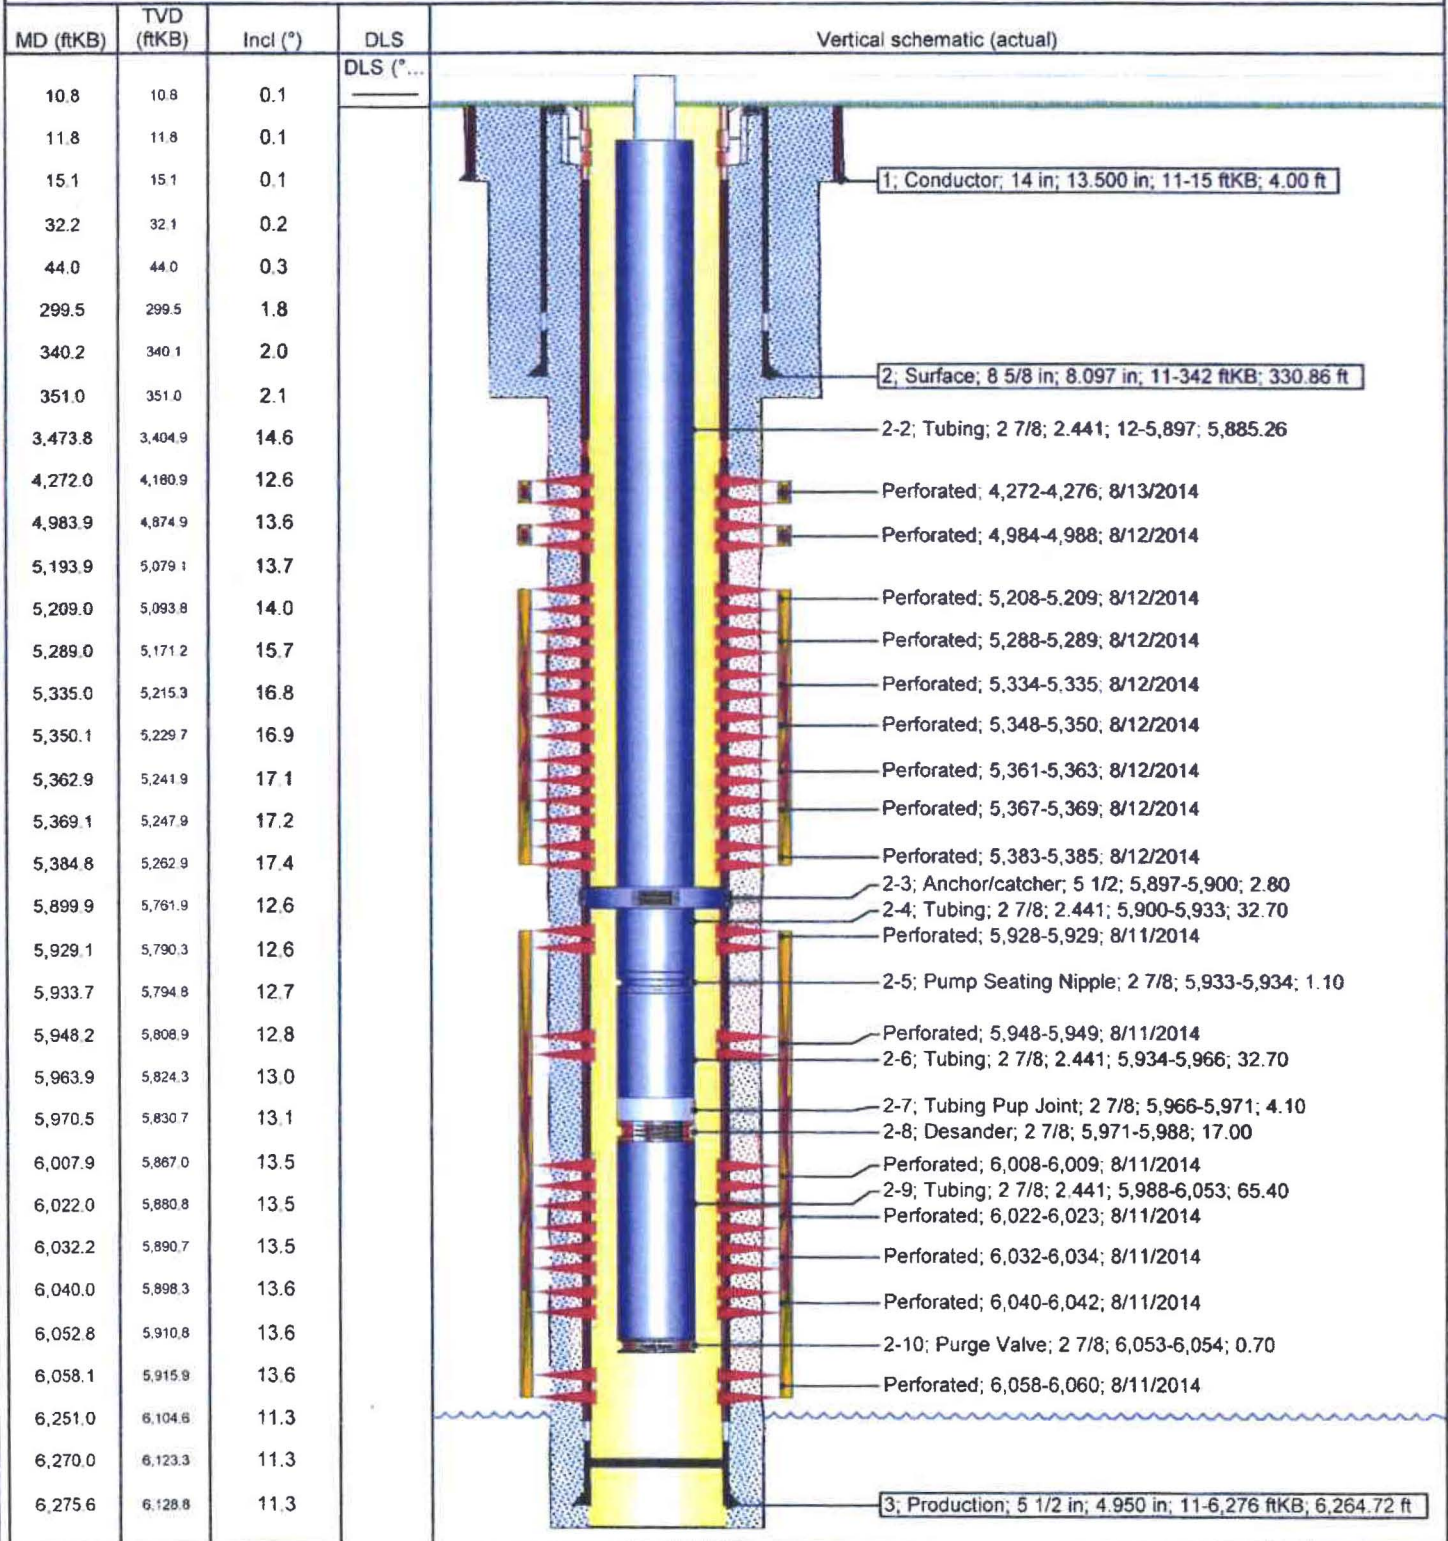 MD (ftKB) TVD (ftKB) Incl (°) DLS Vertical schematic (actual)
DLS (°...
10.8 10.8 0.1
11.8 11.8 0.1
15.1 15.1 0.1
1; Conductor; 14 in; 13.500 in; 11-15 ftKB; 4.00 ft
32.2 32.1 0.2
44.0 44.0 0.3
299.5 299.5 1.8
340.2 340.1 2.0
2; Surface; 8 5/8 in; 8.097 in; 11-342 ftKB; 330.86 ft
351.0 351.0 2.1
3,473.8 3,404.9 14.6
2-2; Tubing; 2 7/8; 2.441; 12-5,897; 5,885.26
4,272.0 4,180.9 12.6
Perforated; 4,272-4,276; 8/13/2014
4,983.9 4,874.9 13.6
Perforated; 4,984-4,988; 8/12/2014
5,193.9 5,079.1 13.7
Perforated; 5,208-5,209; 8/12/2014
5,209.0 5,093.8 14.0
Perforated; 5,288-5,289; 8/12/2014
5,289.0 5,171.2 15.7
Perforated; 5,334-5,335; 8/12/2014
5,335.0 5,215.3 16.8
Perforated; 5,348-5,350; 8/12/2014
5,350.1 5,229.7 16.9
Perforated; 5,361-5,363; 8/12/2014
5,362.9 5,241.9 17.1
Perforated; 5,367-5,369; 8/12/2014
5,369.1 5,247.9 17.2
Perforated; 5,383-5,385; 8/12/2014
5,384.8 5,262.9 17.4
2-3; Anchor/catcher; 5 1/2; 5,897-5,900; 2.80
5,899.9 5,761.9 12.6
2-4; Tubing; 2 7/8; 2.441; 5,900-5,933; 32.70
Perforated; 5,928-5,929; 8/11/2014
5,929.1 5,790.3 12.6
2-5; Pump Seating Nipple; 2 7/8; 5,933-5,934; 1.10
5,933.7 5,794.8 12.7
Perforated; 5,948-5,949; 8/11/2014
5,948.2 5,808.9 12.8
2-6; Tubing; 2 7/8; 2.441; 5,934-5,966; 32.70
5,963.9 5,824.3 13.0
2-7; Tubing Pup Joint; 2 7/8; 5,966-5,971; 4.10
5,970.5 5,830.7 13.1
2-8; Desander; 2 7/8; 5,971-5,988; 17.00
6,007.9 5,867.0 13.5
Perforated; 6,008-6,009; 8/11/2014
2-9; Tubing; 2 7/8; 2.441; 5,988-6,053; 65.40
6,022.0 5,880.8 13.5
Perforated; 6,022-6,023; 8/11/2014
6,032.2 5,890.7 13.5
Perforated; 6,032-6,034; 8/11/2014
6,040.0 5,898.3 13.6
Perforated; 6,040-6,042; 8/11/2014
6,052.8 5,910.8 13.6
2-10; Purge Valve; 2 7/8; 6,053-6,054; 0.70
6,058.1 5,915.9 13.6
Perforated; 6,058-6,060; 8/11/2014
6,251.0 6,104.6 11.3
6,270.0 6,123.3 11.3
6,275.6 6,128.8 11.3
3; Production; 5 1/2 in; 4.950 in; 11-6,276 ftKB; 6,264.72 ft